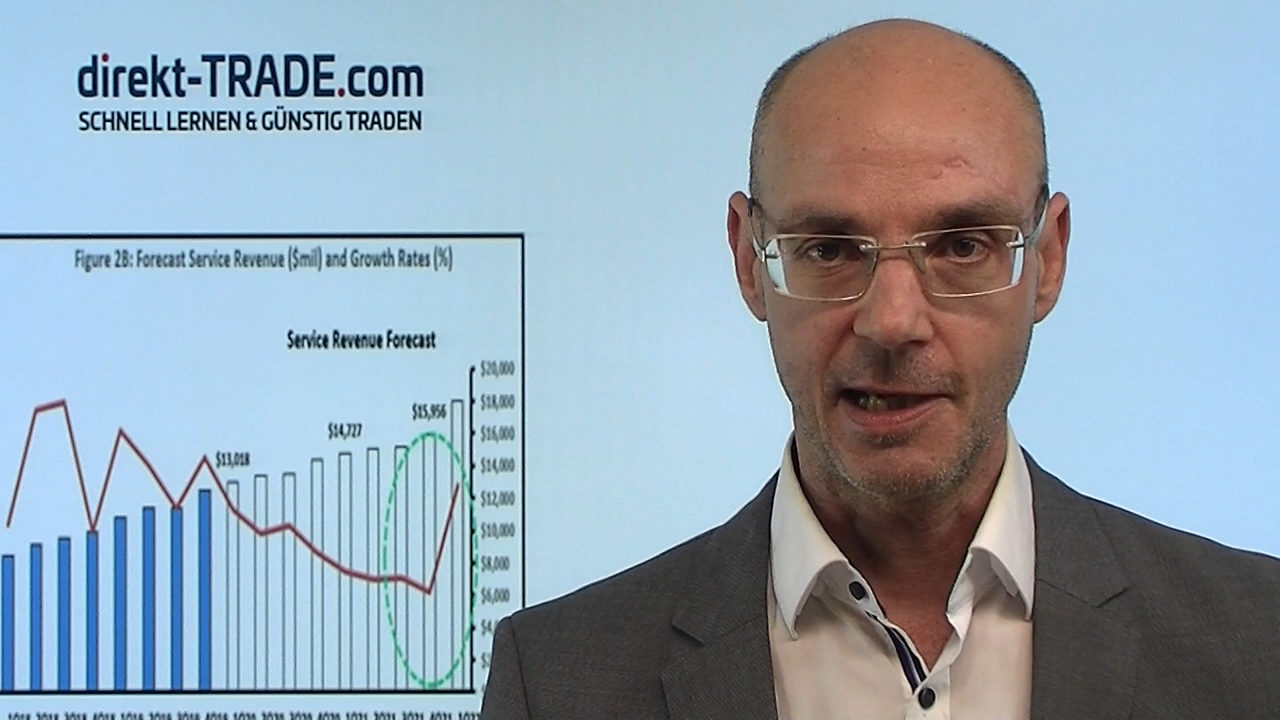 direkt-TRADE.com
SCHNELL LERNEN & GÜNSTIG TRADEN
Figure 2B: Forecast Service Revenue ($mil) and Growth Rates (%)
Service Revenue Forecast
$20,000
$18,000
$15,956
$16,000
$14,727
$14,000
$13,018
$12,000
$10,000
$8,000
$6,000